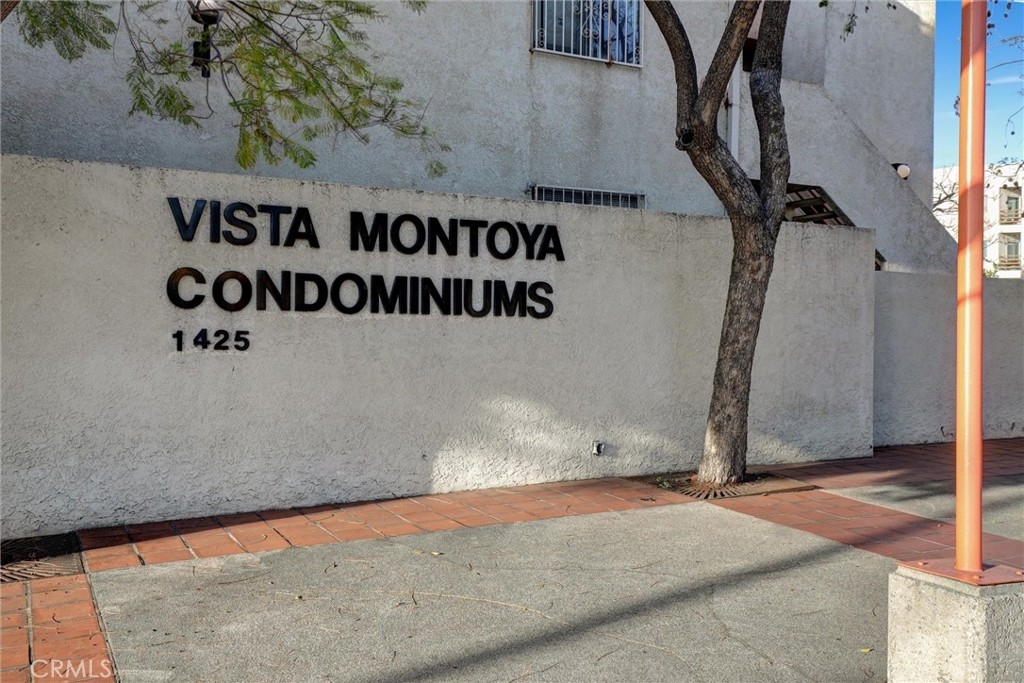 VISTA MONTOYA
CONDOMINIUMS
1425
CRMLS